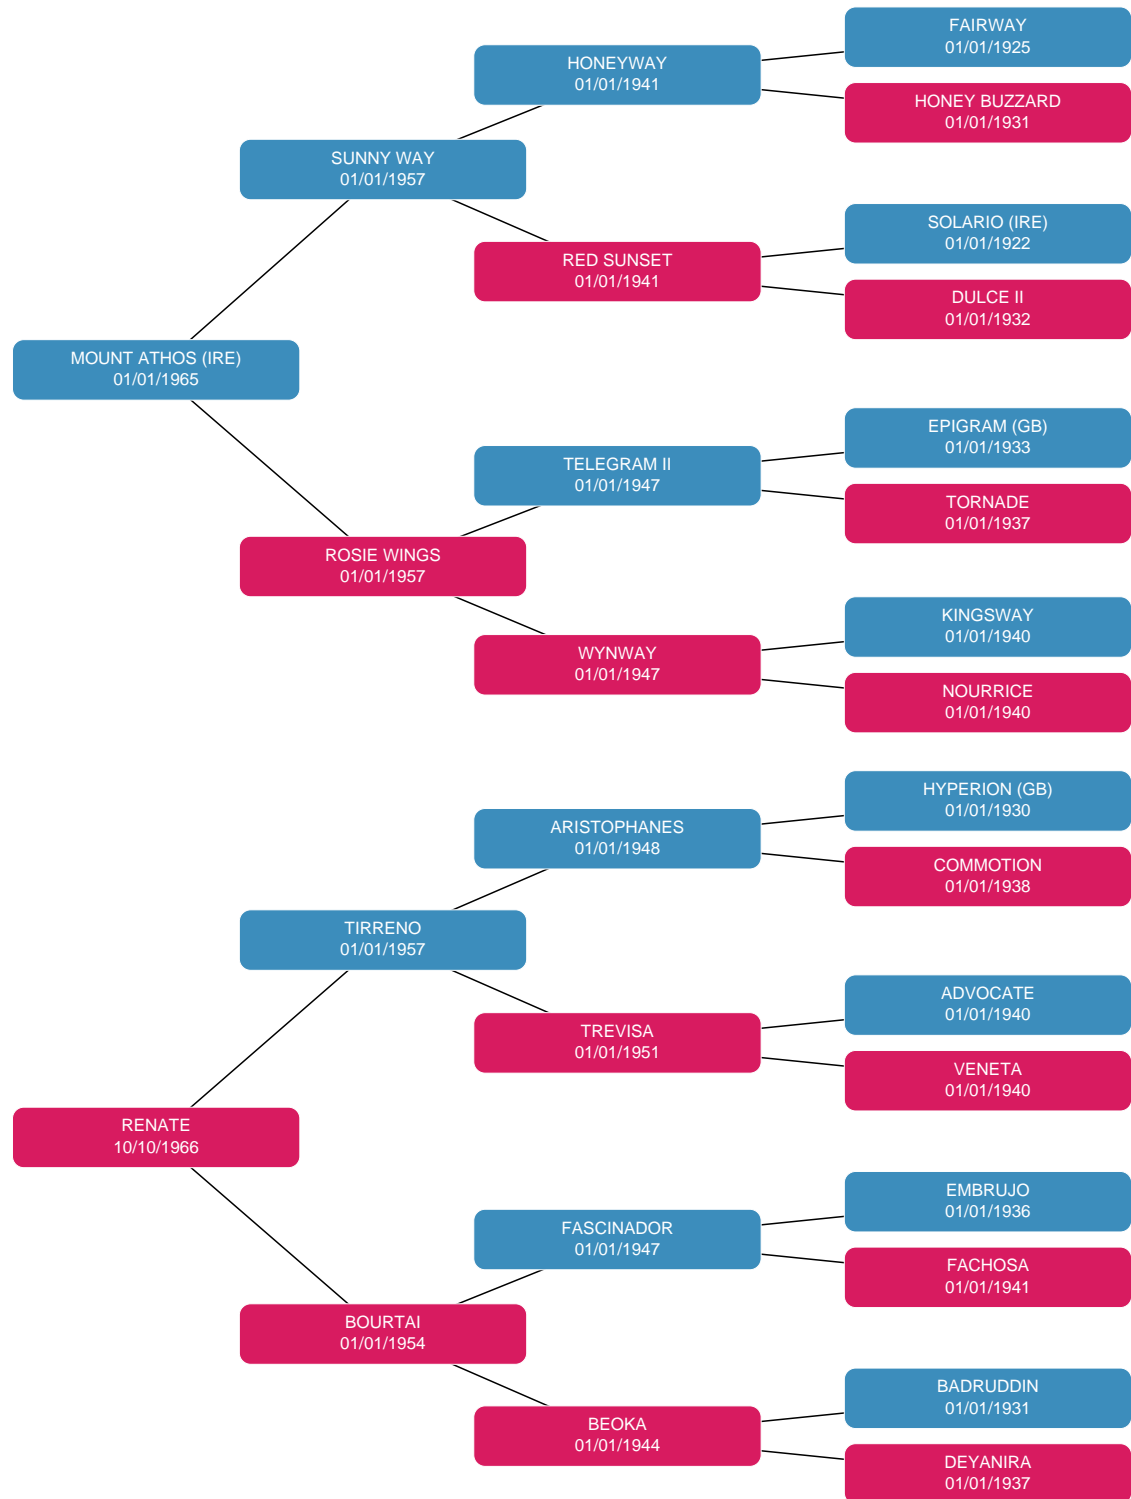 FAIRWAY
01/01/1925
HONEYWAY
01/01/1941
HONEY BUZZARD
01/01/1931
SUNNY WAY
01/01/1957
SOLARIO (IRE)
01/01/1922
RED SUNSET
01/01/1941
DULCE II
01/01/1932
MOUNT ATHOS (IRE)
01/01/1965
EPIGRAM (GB)
01/01/1933
TELEGRAM II
01/01/1947
TORNADE
01/01/1937
ROSIE WINGS
01/01/1957
KINGSWAY
01/01/1940
WYNWAY
01/01/1947
NOURRICE
01/01/1940
HYPERION (GB)
01/01/1930
ARISTOPHANES
01/01/1948
COMMOTION
01/01/1938
TIRRENO
01/01/1957
ADVOCATE
01/01/1940
TREVISA
01/01/1951
VENETA
01/01/1940
RENATE
10/10/1966
EMBRUJO
01/01/1936
FASCINADOR
01/01/1947
FACHOSA
01/01/1941
BOURTAI
01/01/1954
BADRUDDIN
01/01/1931
BEOKA
01/01/1944
DEYANIRA
01/01/1937